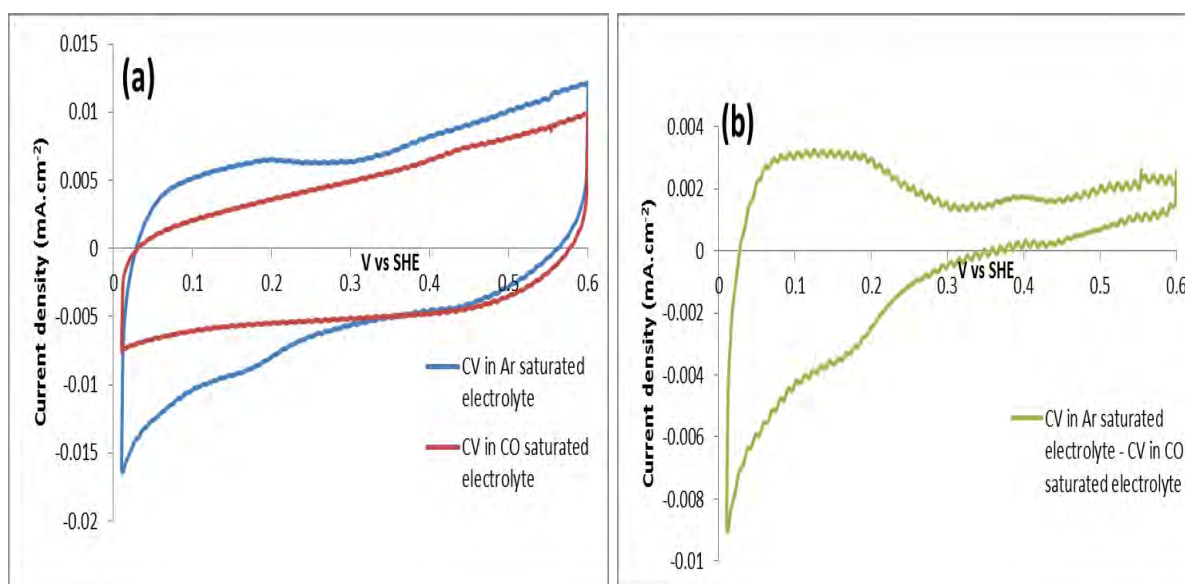 (a)
Current density (mA.cm⁻²)
0.015
0.01
0.005
0
-0.005
-0.01
-0.015
-0.02
0 0.1 0.2 0.3 0.4 0.5 0.6
V vs SHE
CV in Ar saturated
electrolyte
CV in CO saturated
electrolyte
(b)
Current density (mA.cm⁻²)
0.004
0.002
0
-0.002
-0.004
-0.006
-0.008
-0.01
0 0.1 0.2 0.3 0.4 0.5 0.6
V vs SHE
CV in Ar saturated
electrolyte - CV in CO
saturated electrolyte